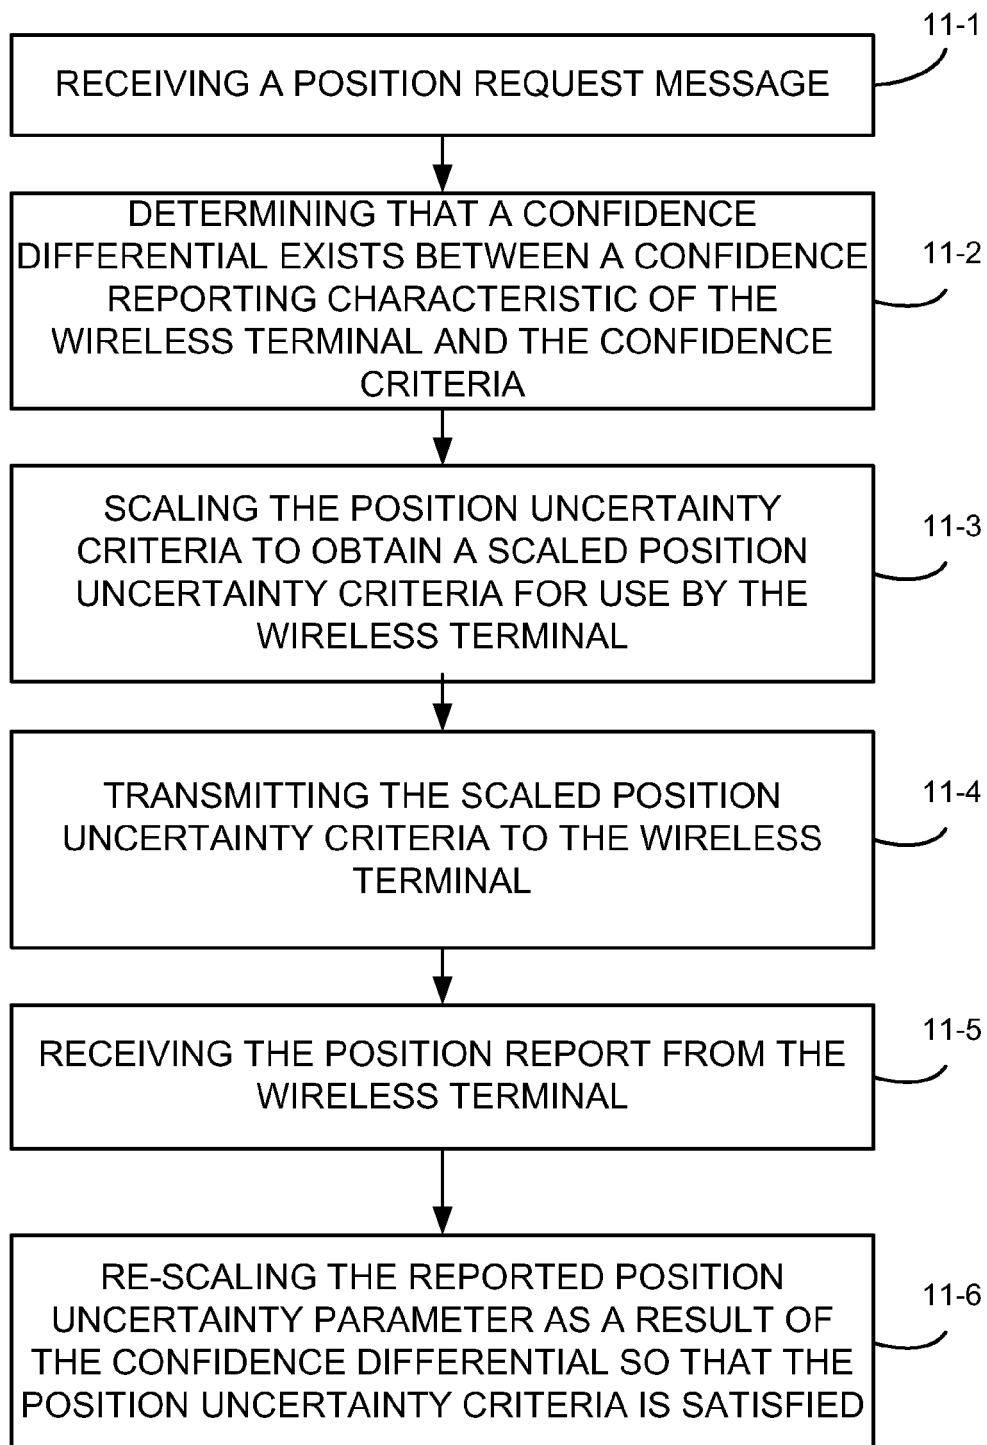 11-1
RECEIVING A POSITION REQUEST MESSAGE
DETERMINING THAT A CONFIDENCE
DIFFERENTIAL EXISTS BETWEEN A CONFIDENCE
REPORTING CHARACTERISTIC OF THE
WIRELESS TERMINAL AND THE CONFIDENCE
CRITERIA
11-2
SCALING THE POSITION UNCERTAINTY
CRITERIA TO OBTAIN A SCALED POSITION
UNCERTAINTY CRITERIA FOR USE BY THE
WIRELESS TERMINAL
11-3
TRANSMITTING THE SCALED POSITION
UNCERTAINTY CRITERIA TO THE WIRELESS
TERMINAL
11-4
RECEIVING THE POSITION REPORT FROM THE
WIRELESS TERMINAL
11-5
RE-SCALING THE REPORTED POSITION
UNCERTAINTY PARAMETER AS A RESULT OF
THE CONFIDENCE DIFFERENTIAL SO THAT THE
POSITION UNCERTAINTY CRITERIA IS SATISFIED
11-6